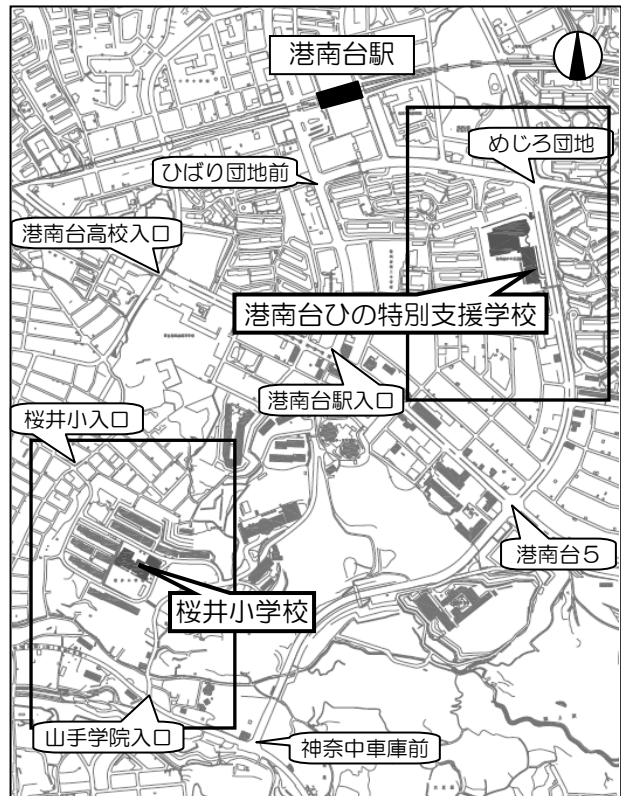 港南台駅
めじろ団地
ひばり団地前
港南台高校入口
港南台ひの特別支援学校
港南台駅入口
桜井小入口
港南台5
桜井小学校
山手学院入口
神奈中車庫前